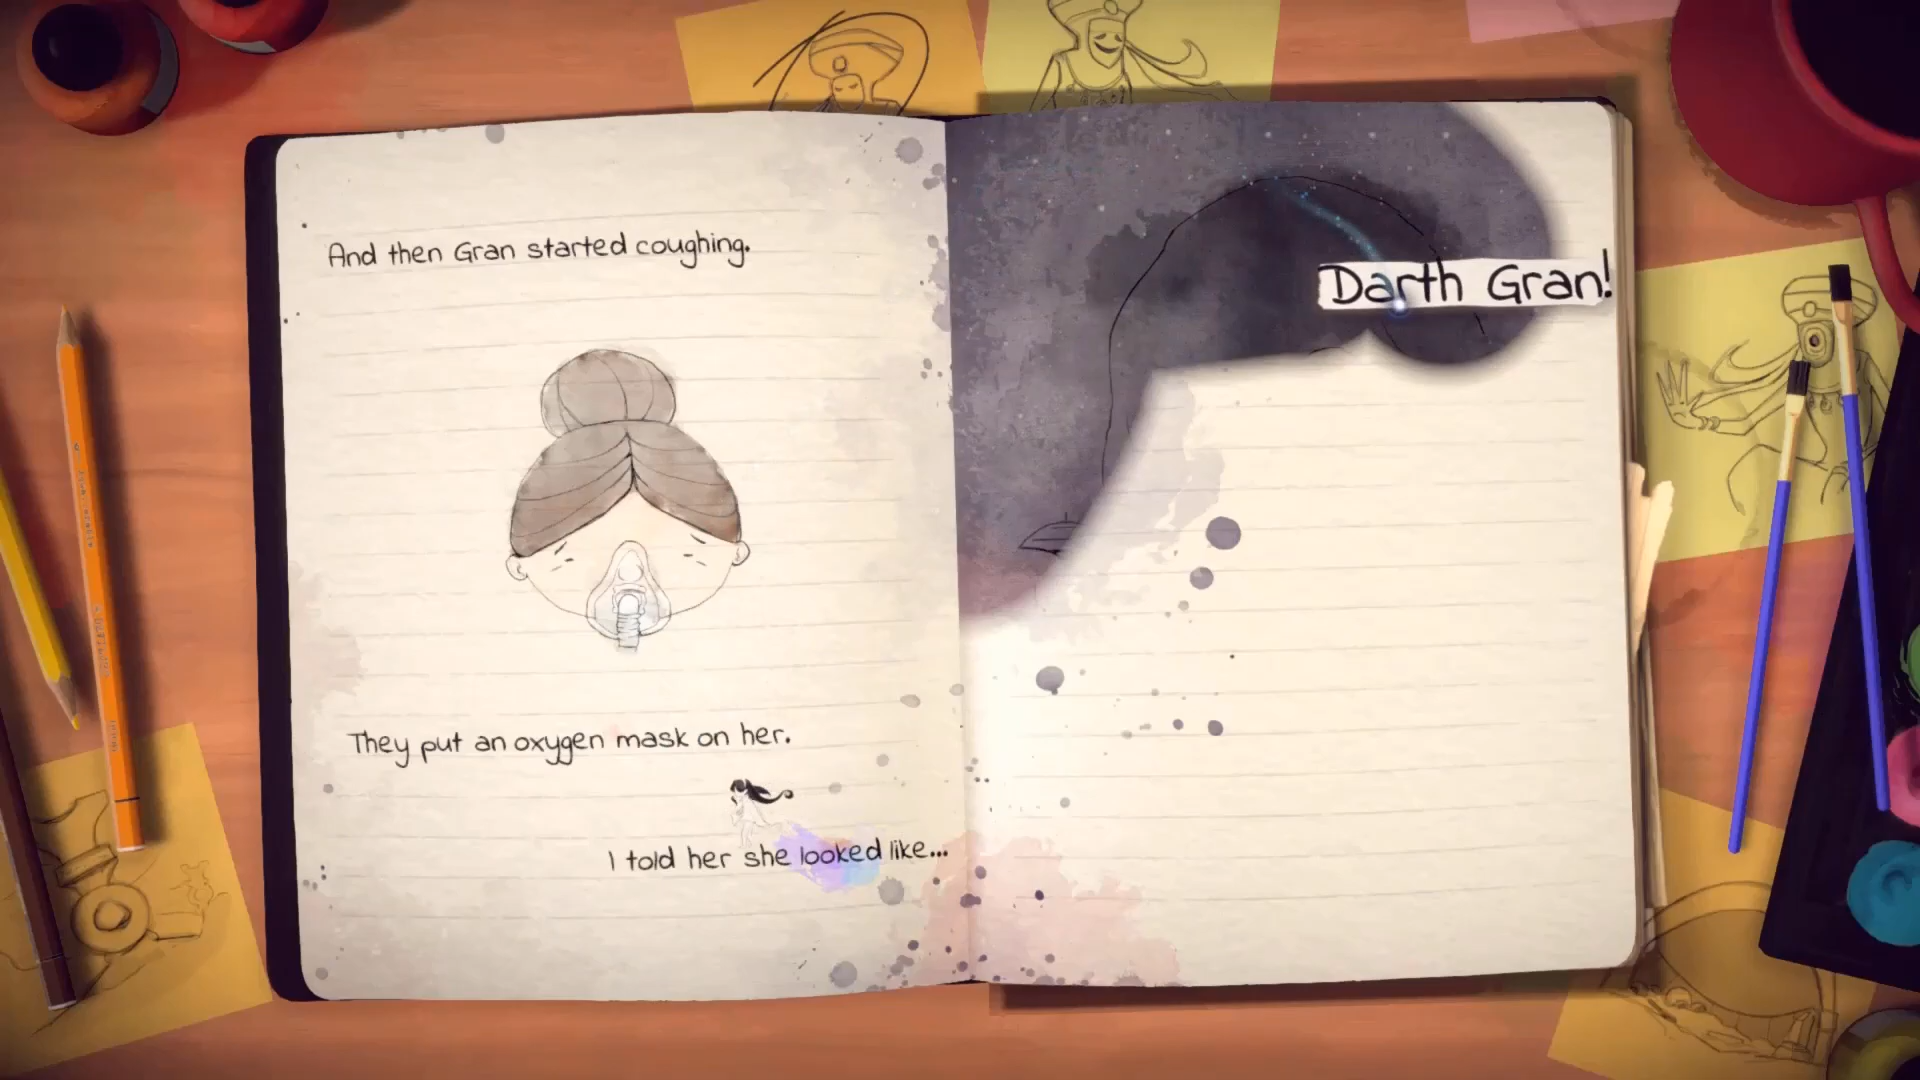 And then Gran started coughing.
They put an oxygen mask on her.
I told her she looked like...
Darth Gran!